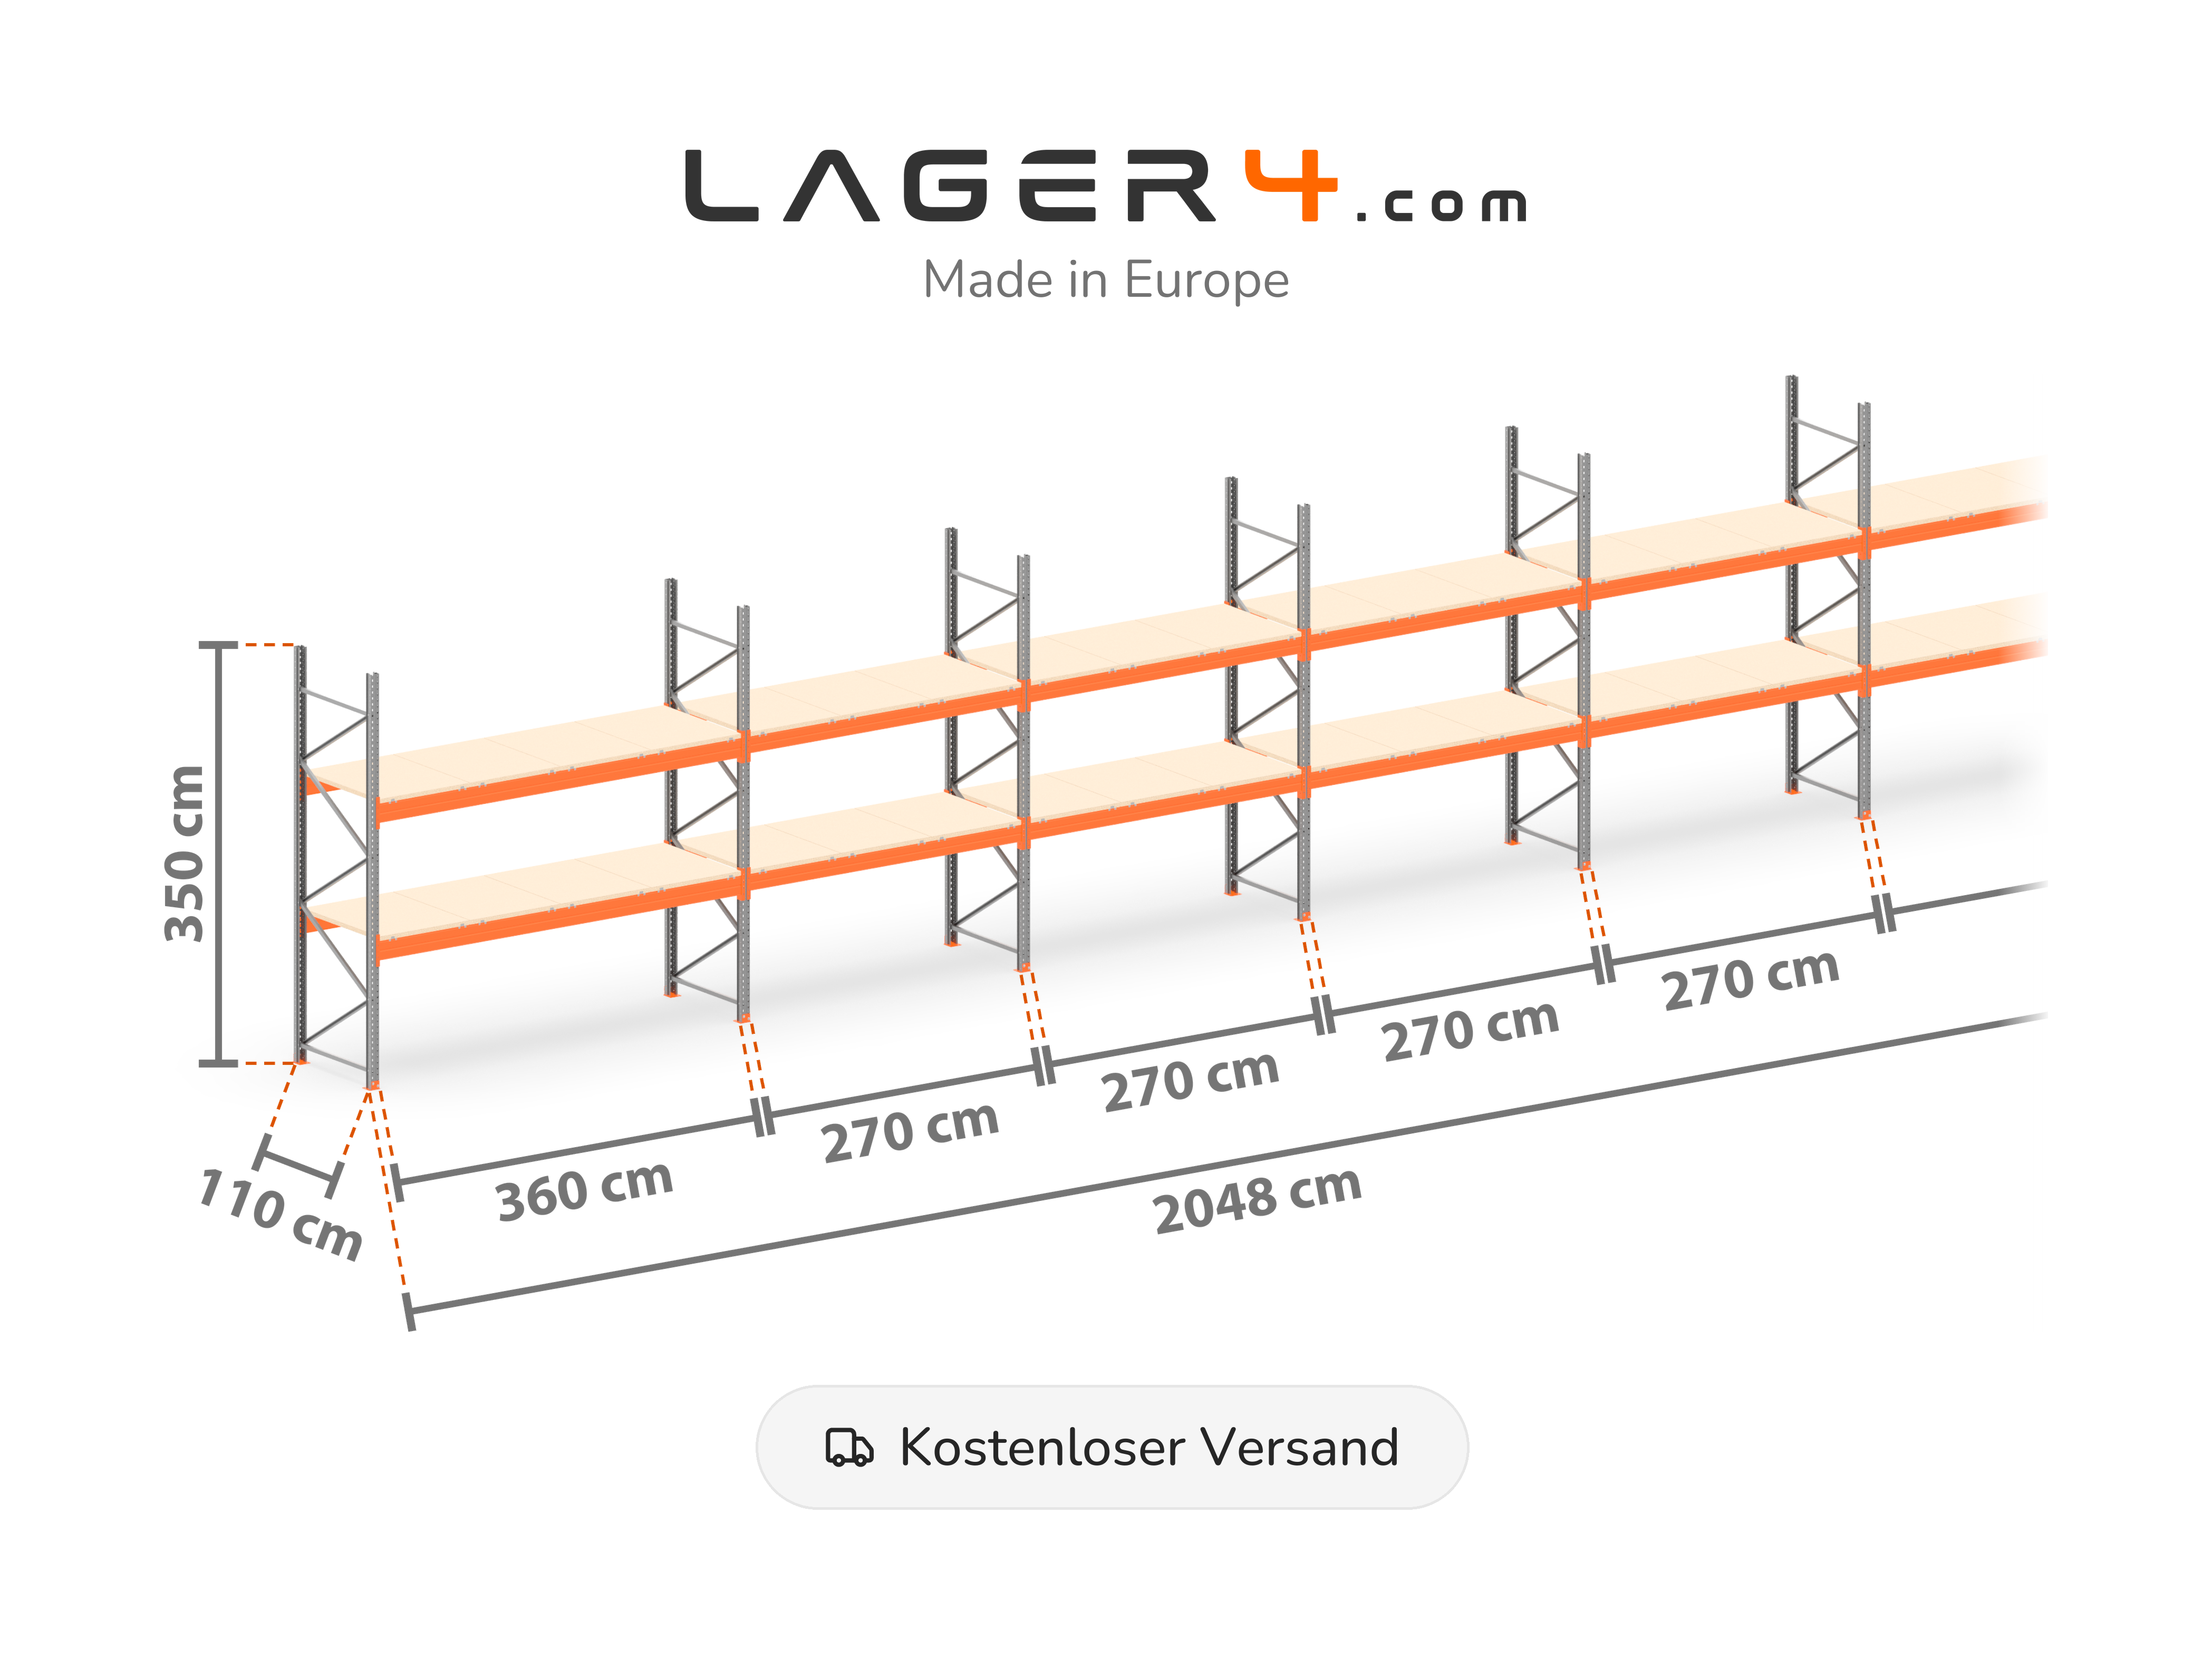 LAGER4.com
Made in Europe
350 cm
110 cm
360 cm
270 cm
270 cm
270 cm
270 cm
2048 cm
Kostenloser Versand